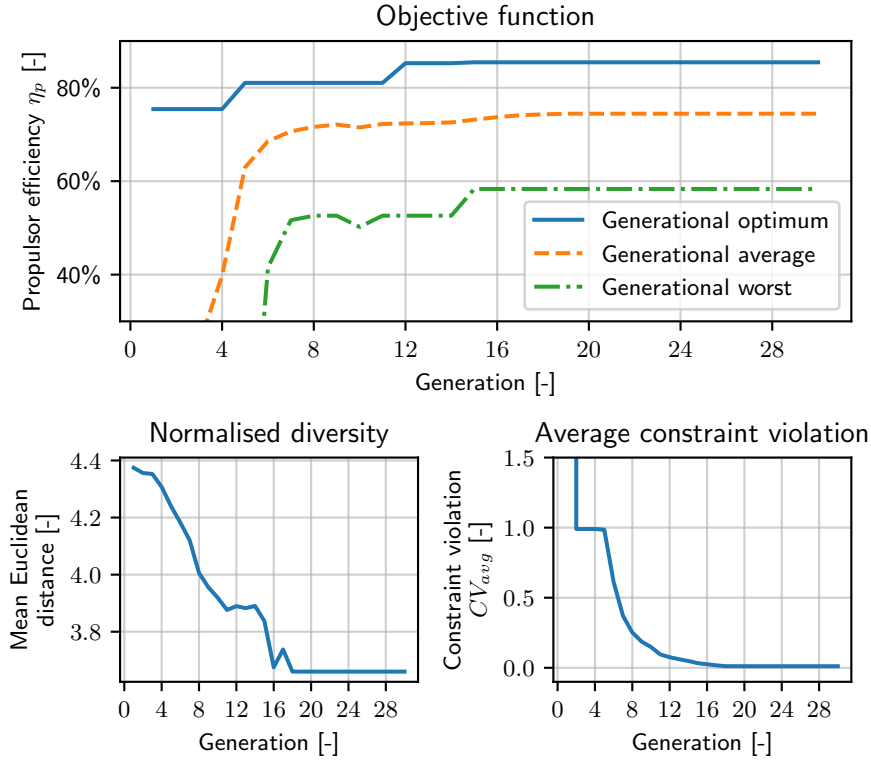 Objective function
Propulsor efficiency ηₚ [-]
80%
60%
40%
Generational optimum
Generational average
Generational worst
0 4 8 12 16 20 24 28
Generation [-]
Normalised diversity
Mean Euclidean
distance [-]
4.4
4.2
4.0
3.8
0 4 8 12 16 20 24 28
Generation [-]
Average constraint violation
Constraint violation
CV_{avg} [-]
1.5
1.0
0.5
0.0
0 4 8 12 16 20 24 28
Generation [-]